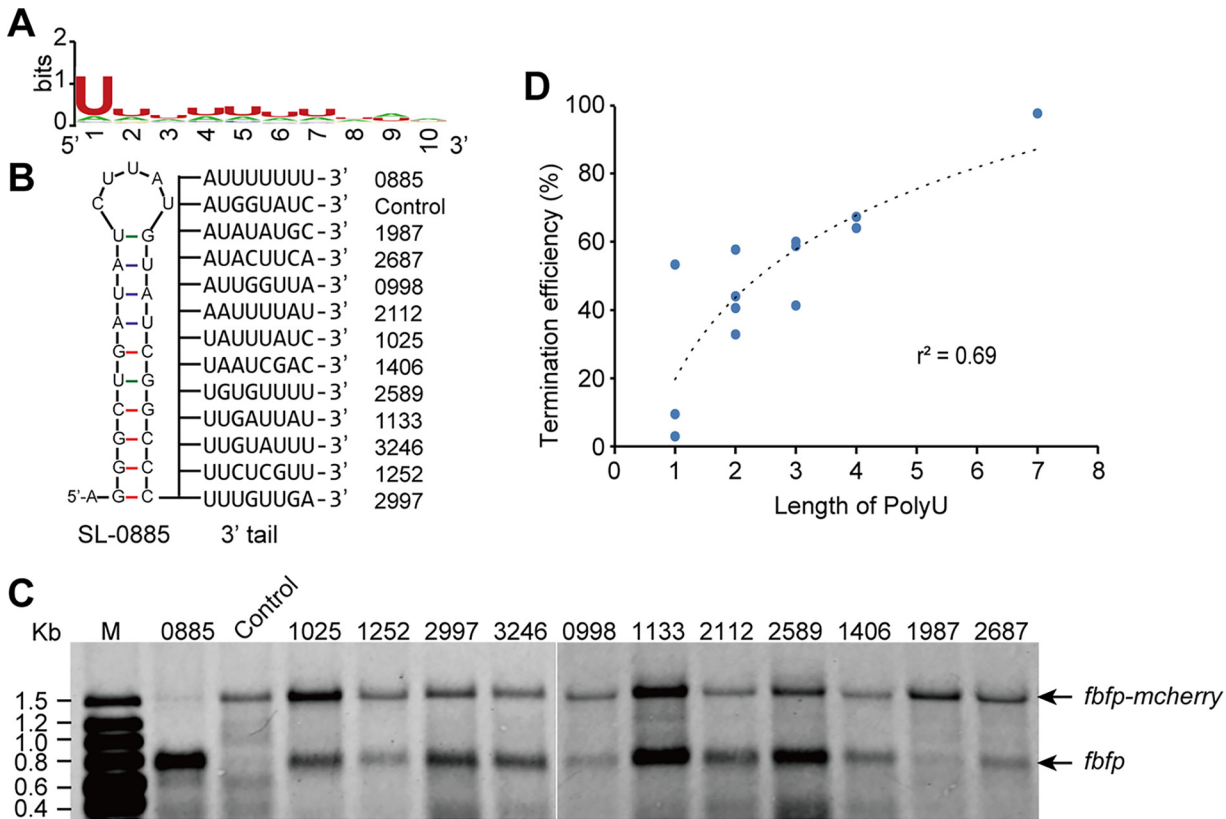 A
2
bits
1
0
5’ 1 2 3 4 5 6 7 8 9 10 3’
U U U U U U U
B
U U
C U A
U U
U G
A U
U A
A U
G C
U G
C G
G C
G C
5’-A G C
SL-0885 3’ tail
AUUUUUUU-3’ 0885
AUGGUAUC-3’ Control
AUAUAUGC-3’ 1987
AUACUUCA-3’ 2687
AUUGGUUA-3’ 0998
AAUUUUAU-3’ 2112
UAUUUAUC-3’ 1025
UAAUCGAC-3’ 1406
UGUGUUUU-3’ 2589
UUGAUUAU-3’ 1133
UUGUAUUU-3’ 3246
UUCUCGUU-3’ 1252
UUUGUUGA-3’ 2997
D
Termination efficiency (%)
100
80
60
40
20
0
r² = 0.69
0 1 2 3 4 5 6 7 8
Length of PolyU
C
Kb M 0885 Control 1025 1252 2997 3246 0998 1133 2112 2589 1406 1987 2687
1.5
1.2
1.0
0.8
0.6
0.4
fbfp-mcherry
fbfp